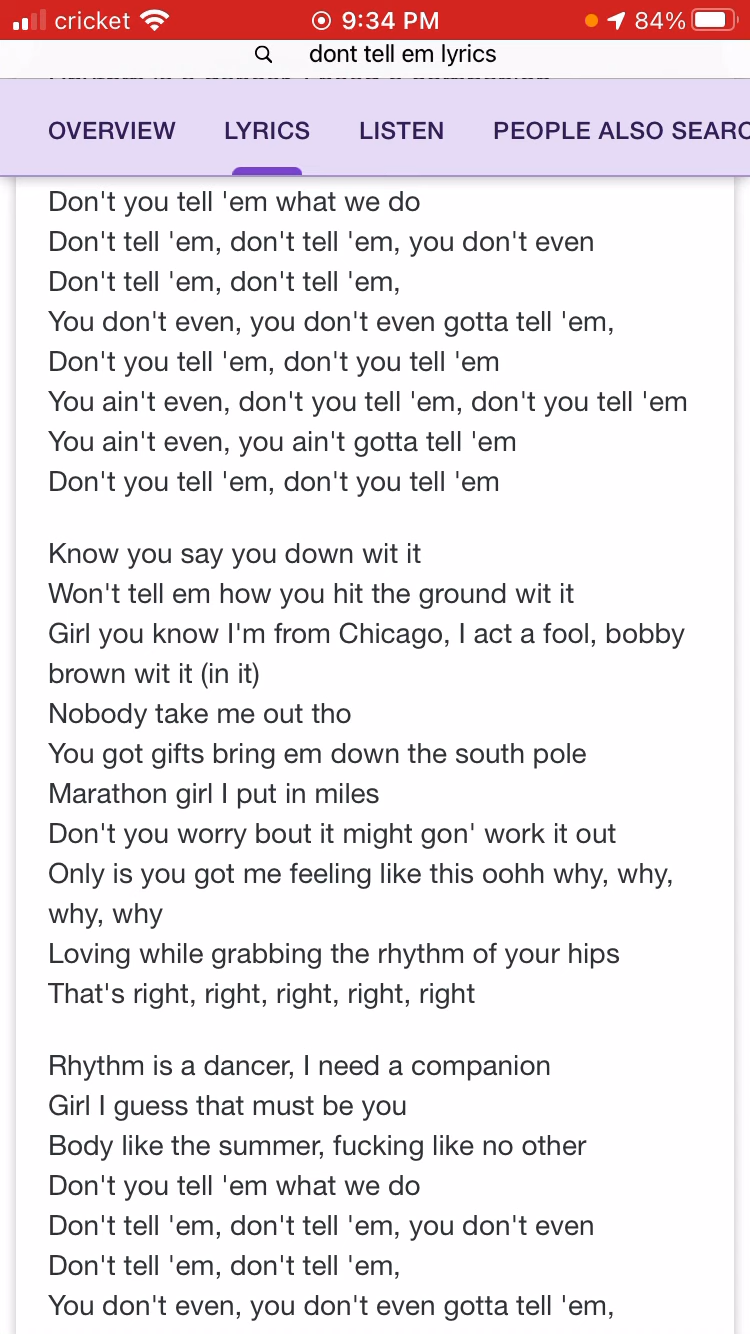 cricket 9:34 PM 84%
dont tell em lyrics
OVERVIEW LYRICS LISTEN PEOPLE ALSO SEARC
Don't you tell 'em what we do
Don't tell 'em, don't tell 'em, you don't even
Don't tell 'em, don't tell 'em,
You don't even, you don't even gotta tell 'em,
Don't you tell 'em, don't you tell 'em
You ain't even, don't you tell 'em, don't you tell 'em
You ain't even, you ain't gotta tell 'em
Don't you tell 'em, don't you tell 'em
Know you say you down wit it
Won't tell em how you hit the ground wit it
Girl you know I'm from Chicago, I act a fool, bobby
brown wit it (in it)
Nobody take me out tho
You got gifts bring em down the south pole
Marathon girl I put in miles
Don't you worry bout it might gon' work it out
Only is you got me feeling like this oohh why, why,
why, why
Loving while grabbing the rhythm of your hips
That's right, right, right, right, right
Rhythm is a dancer, I need a companion
Girl I guess that must be you
Body like the summer, fucking like no other
Don't you tell 'em what we do
Don't tell 'em, don't tell 'em, you don't even
Don't tell 'em, don't tell 'em,
You don't even, you don't even gotta tell 'em,